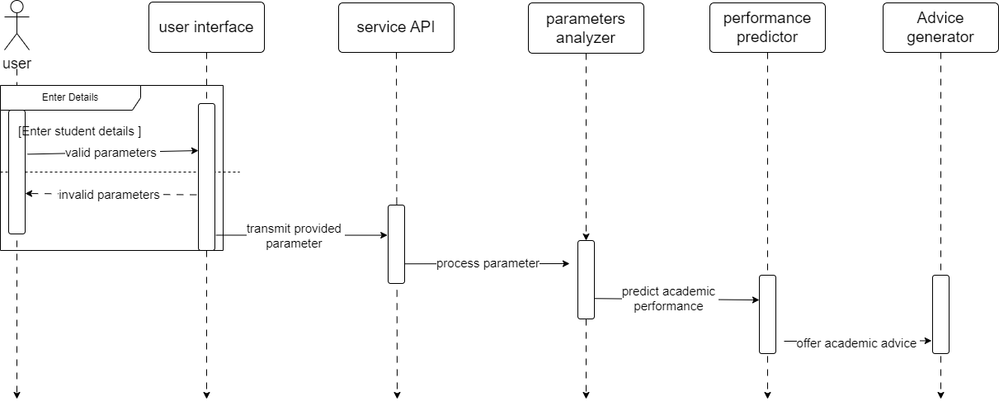 user
user interface
service API
parameters
analyzer
performance
predictor
Advice
generator
Enter Details
[Enter student details ]
valid parameters
invalid parameters
transmit provided
parameter
process parameter
predict academic
performance
offer academic advice